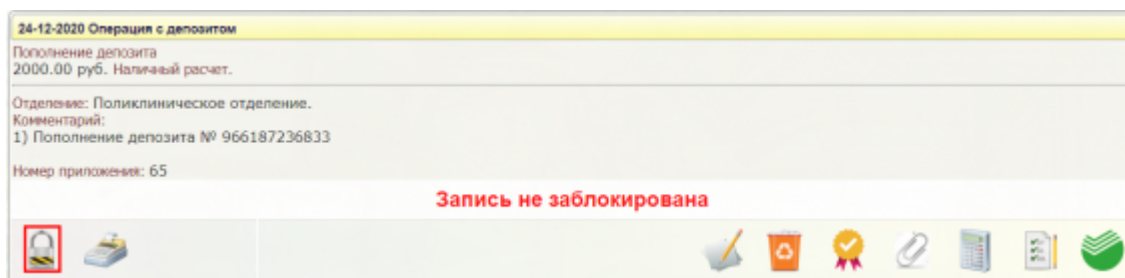 24-12-2020 Операция с депозитом
Пополнение депозита
2000.00 руб. Наличный расчет.
Отделение: Поликлиническое отделение.
Комментарий:
1) Пополнение депозита № 966187236833
Номер приложения: 65
Запись не заблокирована